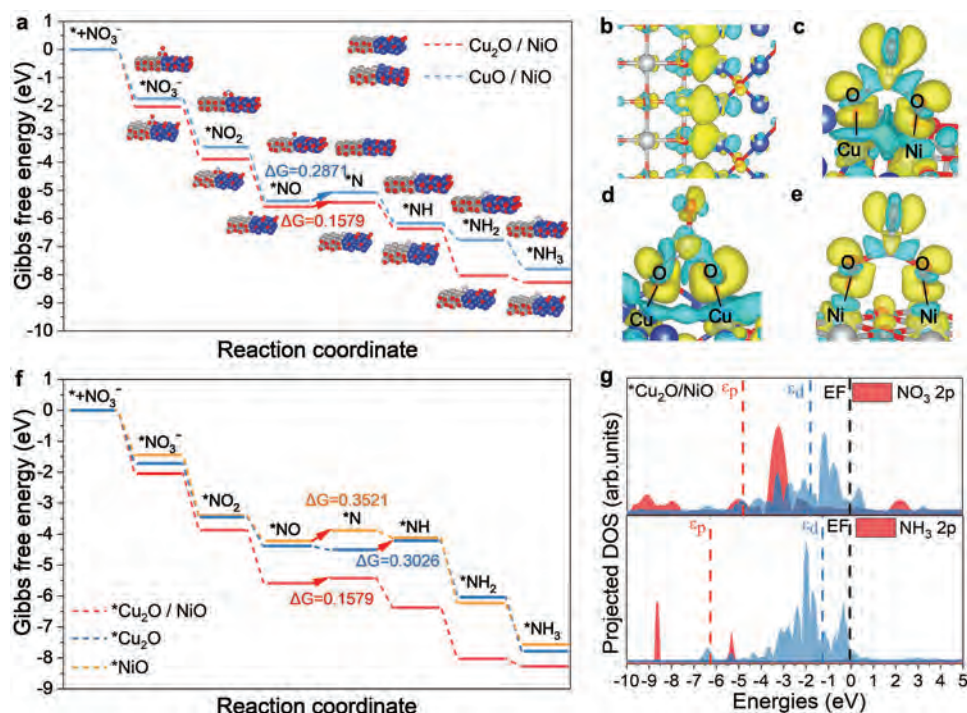 a
Gibbs free energy (eV)
1
0
-1
-2
-3
-4
-5
-6
-7
-8
-9
-10
*+NO₃⁻
*NO₃⁻
*NO₂
*NO
ΔG=0.2871
*N
ΔG=0.1579
*NH
*NH₂
*NH₃
Cu₂O / NiO
CuO / NiO
Reaction coordinate
b
c
O
O
Cu
Ni
d
O
O
Cu
Cu
e
O
O
Ni
Ni
f
Gibbs free energy (eV)
1
0
-1
-2
-3
-4
-5
-6
-7
-8
-9
*+NO₃
*NO₃⁻
*NO₂
*NO
ΔG=0.3521
*N
*NH
ΔG=0.3026
ΔG=0.1579
*NH₂
*NH₃
*Cu₂O / NiO
*Cu₂O
*NiO
Reaction coordinate
g
Projected DOS (arb.units)
*Cu₂O/NiO
εp
εd
EF
NO₃ 2p
εp
εd
EF
NH₃ 2p
-10 -9 -8 -7 -6 -5 -4 -3 -2 -1 0 1 2 3 4 5
Energies (eV)